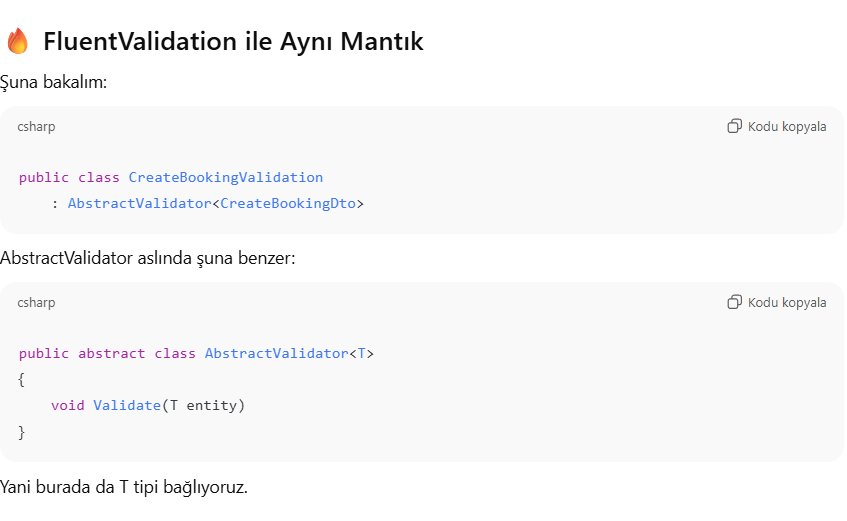 🔥 FluentValidation ile Aynı Mantık
Şuna bakalım:
csharp
Kodu kopyala
public class CreateBookingValidation
    : AbstractValidator<CreateBookingDto>
AbstractValidator aslında şuna benzer:
csharp
Kodu kopyala
public abstract class AbstractValidator<T>
{
    void Validate(T entity)
}
Yani burada da T tipi bağlıyoruz.